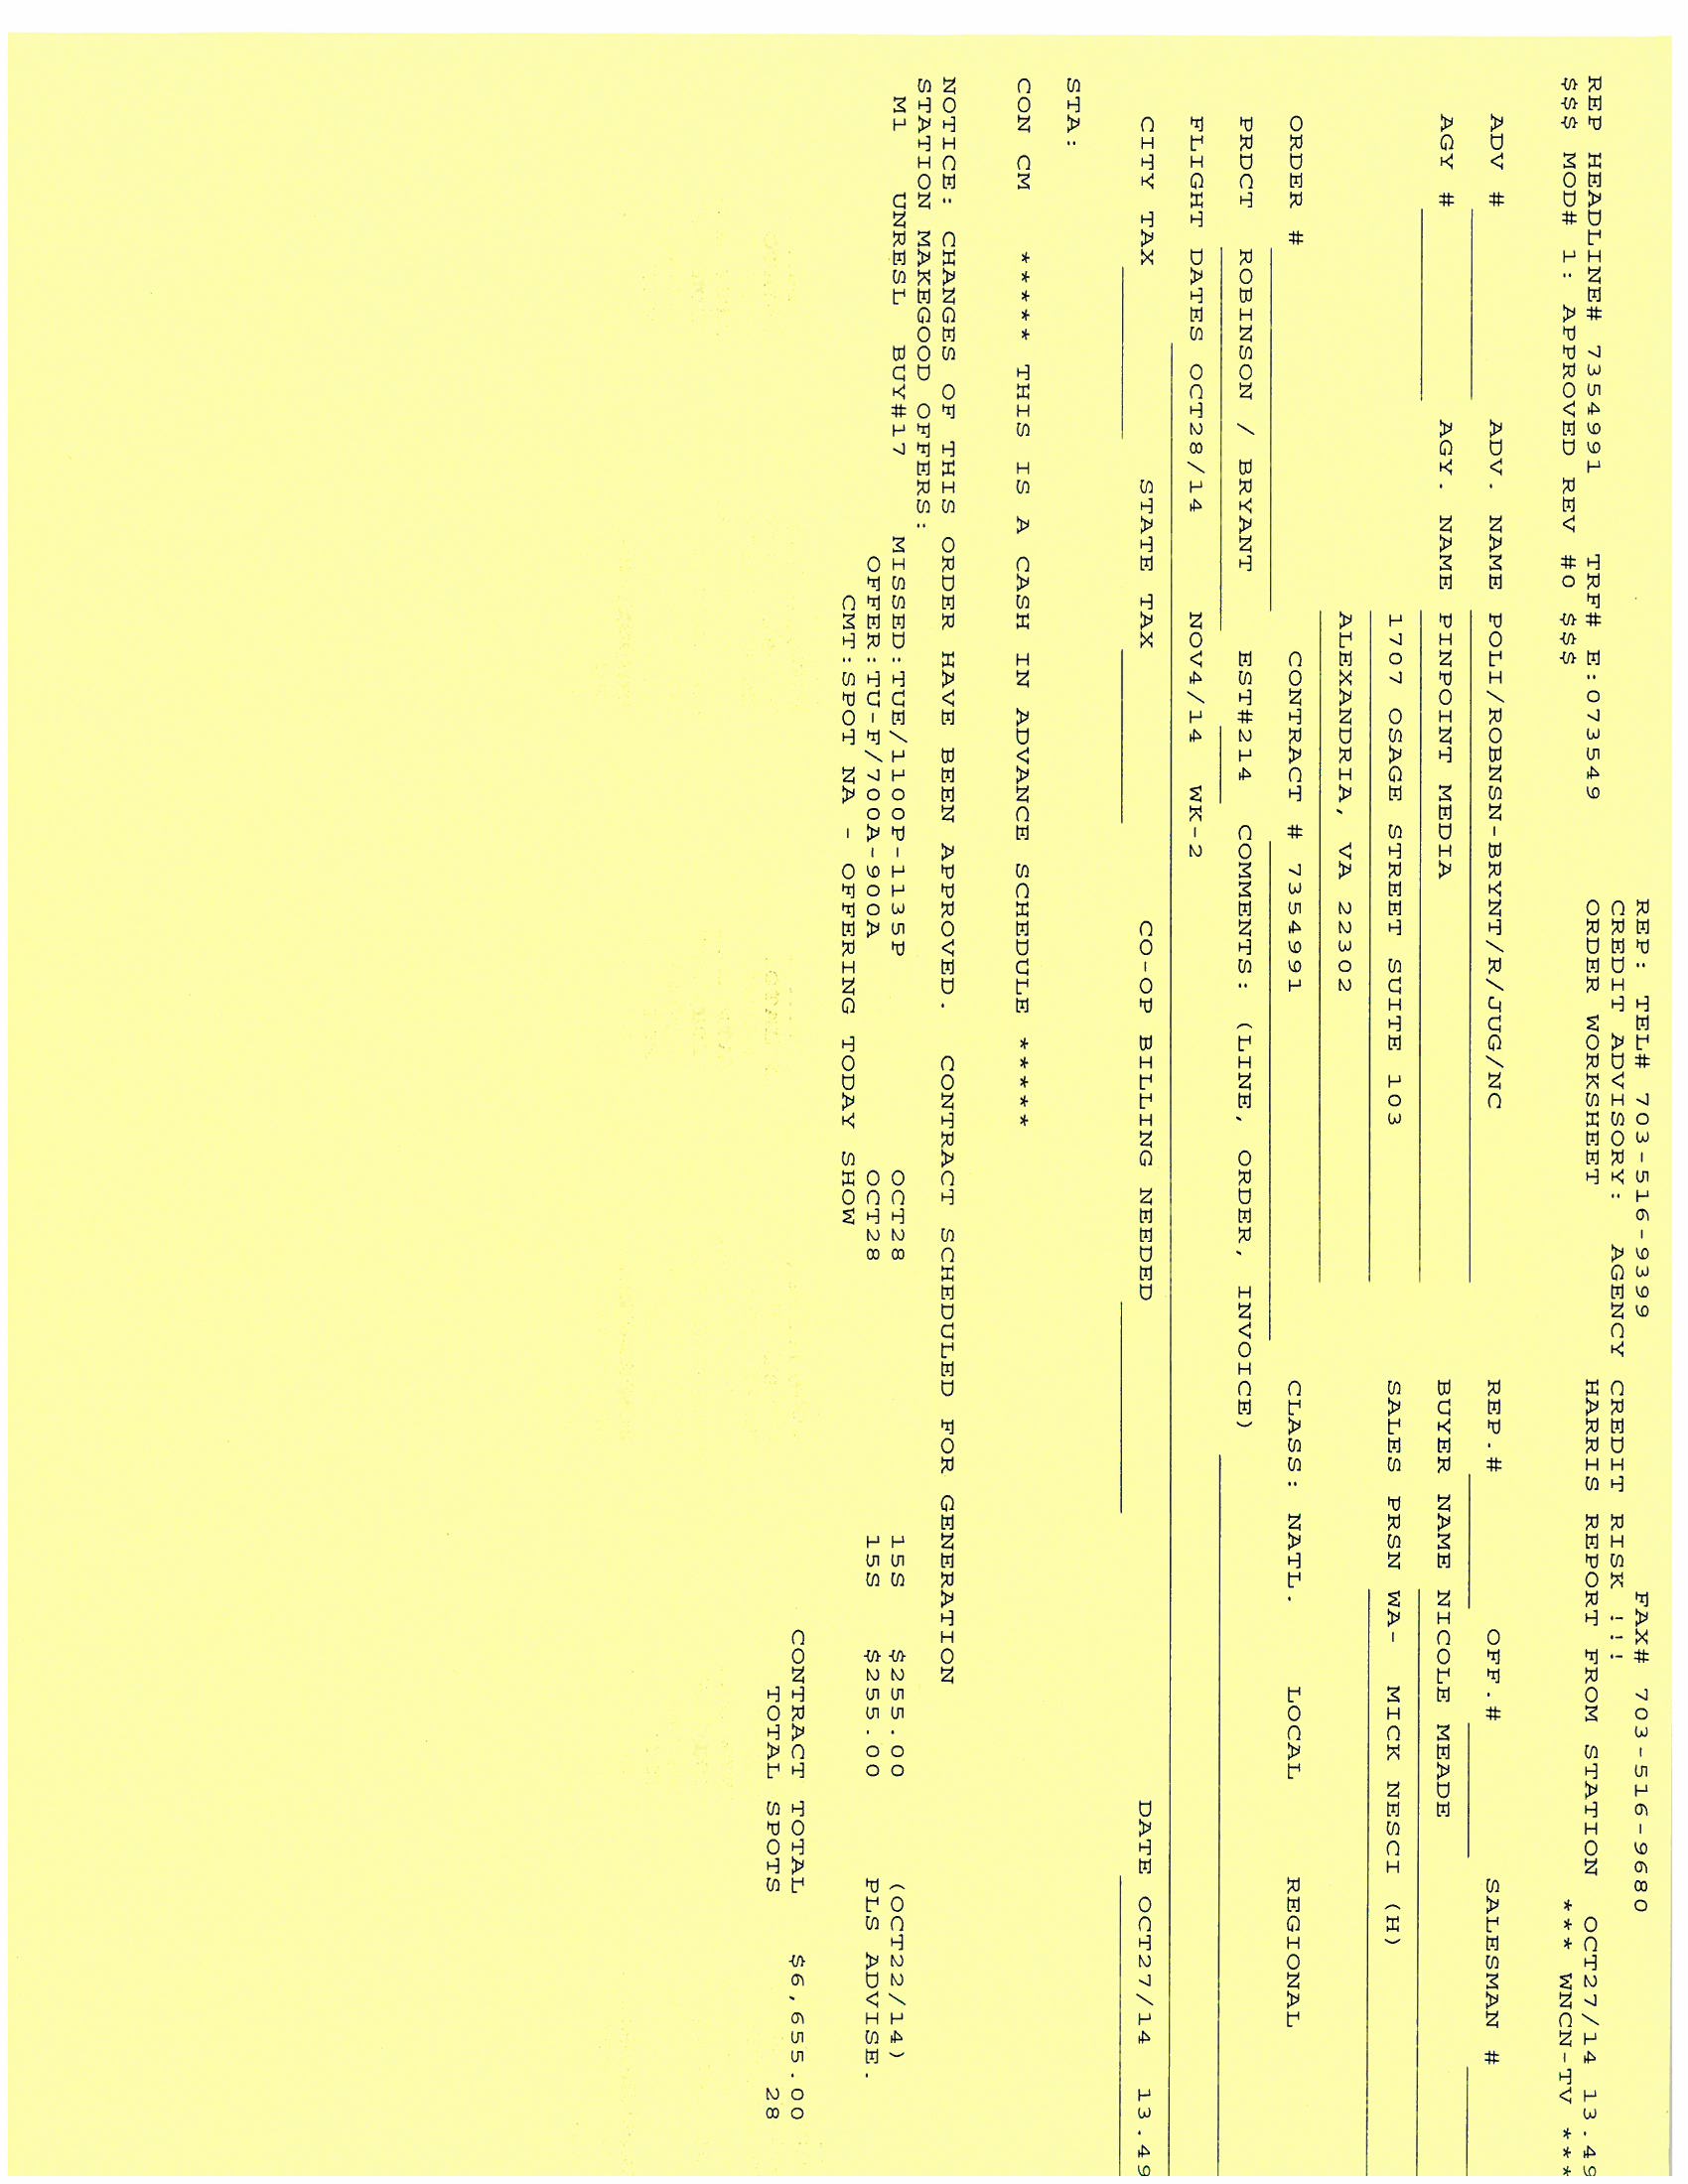 REP: TEL# 703-516-9399 FAX# 703-516-9680
CREDIT ADVISORY: AGENCY CREDIT RISK !!!
ORDER WORKSHEET HARRIS REPORT FROM STATION OCT27/14 13.49
REP HEADLINE# 7354991 TRF# E:073549
$$$ MOD# 1: APPROVED REV #0 $$$ *** WNCN-TV ***
ADV # ADV. NAME POLI/ROBNSN-BRYNT/R/JUG/NC REP.# OFF.# SALESMAN #
AGY # AGY. NAME PINPOINT MEDIA BUYER NAME NICOLE MEADE
1707 OSAGE STREET SUITE 103 SALES PRSN WA- MICK NESCI (H)
ALEXANDRIA, VA 22302
ORDER # CONTRACT # 7354991 CLASS: NATL. LOCAL REGIONAL
PRDCT ROBINSON / BRYANT EST#214 COMMENTS: (LINE, ORDER, INVOICE)
FLIGHT DATES OCT28/14 NOV4/14 WK-2
CITY TAX STATE TAX CO-OP BILLING NEEDED DATE OCT27/14 13.49
STA:
CON CM ***** THIS IS A CASH IN ADVANCE SCHEDULE *****
NOTICE: CHANGES OF THIS ORDER HAVE BEEN APPROVED. CONTRACT SCHEDULED FOR GENERATION
STATION MAKEGOOD OFFERS:
M1 UNRESL BUY#17 MISSED:TUE/1100P-1135P OCT28 15S $255.00 (OCT22/14)
OFFER:TU-F/700A-900A OCT28 15S $255.00 PLS ADVISE.
CMT:SPOT NA - OFFERING TODAY SHOW
CONTRACT TOTAL $6,655.00
TOTAL SPOTS 28